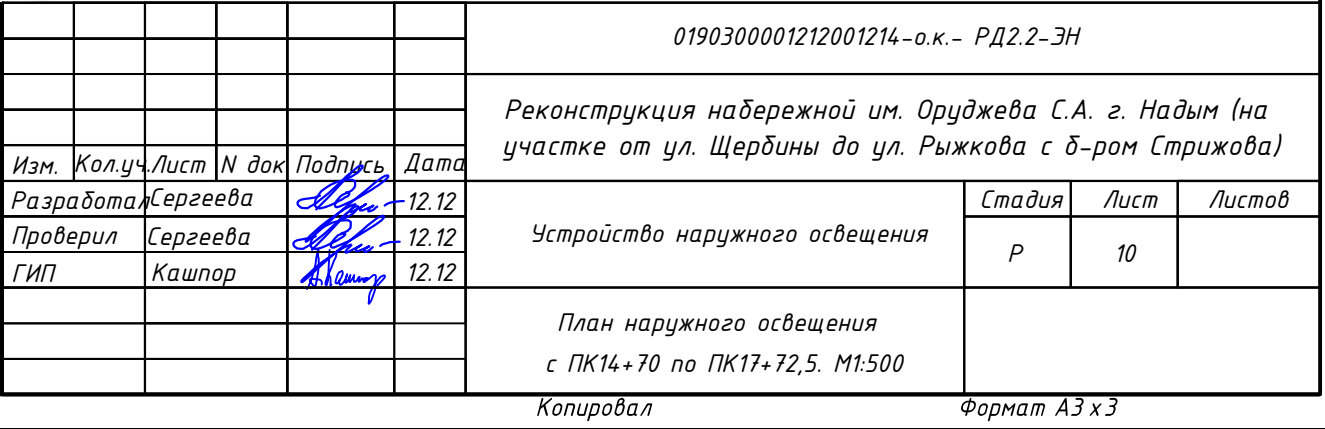 0190300001212001214-о.к.- РД2.2-ЭН
Реконструкция набережной им. Оруджева С.А. г. Надым (на
участке от ул. Щербины до ул. Рыжкова с б-ром Стрижова)
Изм. Кол.уч. Лист N док Подпись Дата
Разработал Сергеева 12.12
Проверил Сергеева 12.12
ГИП Кашпор 12.12
Устройство наружного освещения
Стадия Лист Листов
Р 10
План наружного освещения
с ПК14+70 по ПК17+72,5. М1:500
Копировал Формат А3 х 3